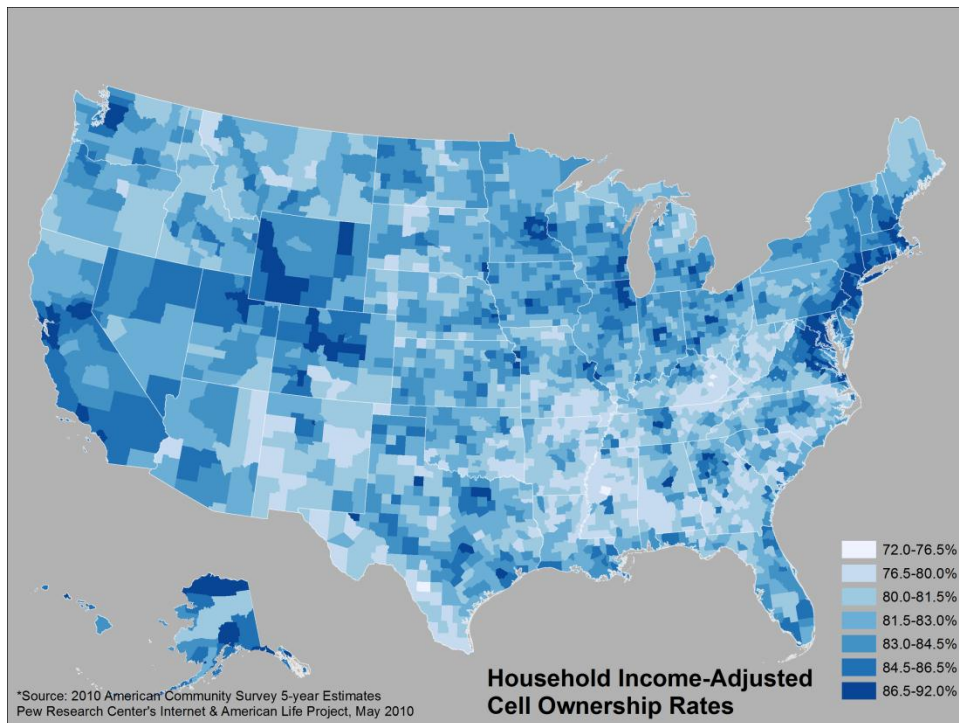 72.0-76.5%
76.5-80.0%
80.0-81.5%
81.5-83.0%
83.0-84.5%
84.5-86.5%
86.5-92.0%
Household Income-Adjusted
Cell Ownership Rates
*Source: 2010 American Community Survey 5-year Estimates
Pew Research Center's Internet & American Life Project, May 2010